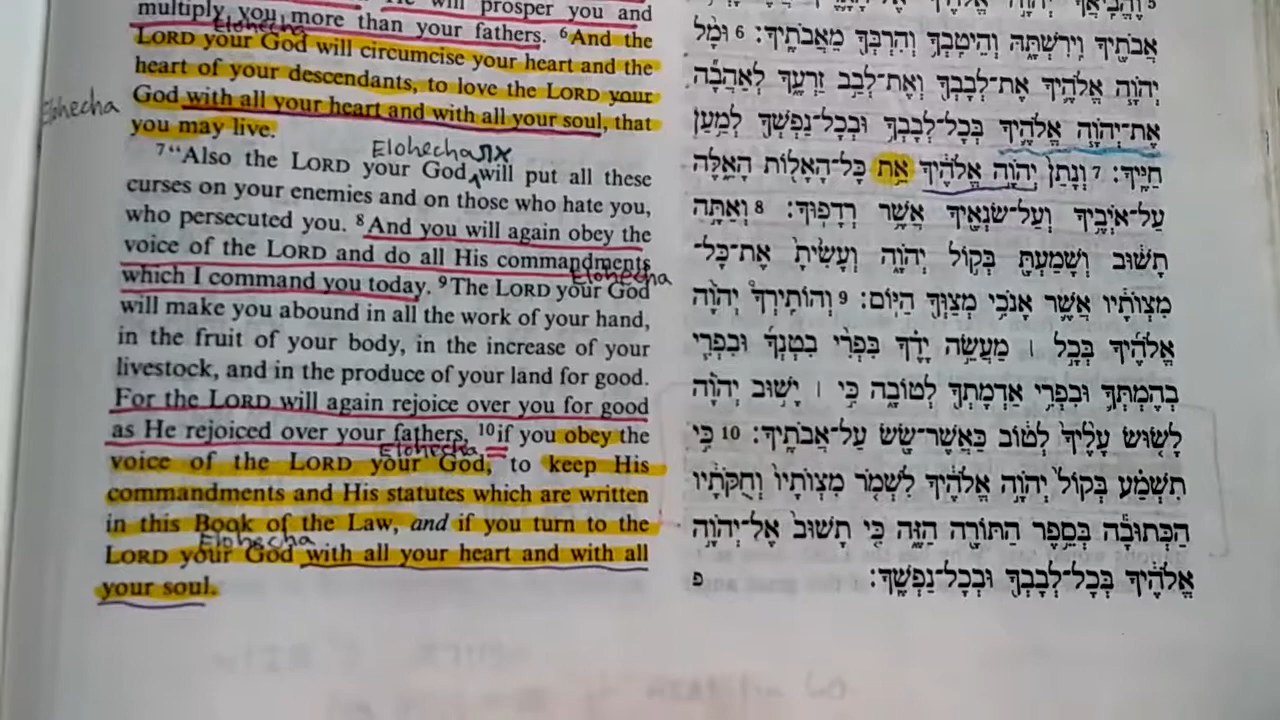 will prosper you and
multiply you more than your fathers. ⁶And the
Elohecha
LORD your God will circumcise your heart and the
heart of your descendants, to love the LORD your
Elohecha
God with all your heart and with all your soul, that
you may live.
Elohecha את
⁷“Also the LORD your God will put all these
curses on your enemies and on those who hate you,
who persecuted you. ⁸And you will again obey the
voice of the LORD and do all His commandments
Elohecha
which I command you today. ⁹The LORD your God
will make you abound in all the work of your hand,
in the fruit of your body, in the increase of your
livestock, and in the produce of your land for good.
For the LORD will again rejoice over you for good
as He rejoiced over your fathers, ¹⁰if you obey the
Elohecha
voice of the LORD your God, to keep His
commandments and His statutes which are written
in this Book of the Law, and if you turn to the
Elohecha
LORD your God with all your heart and with all
your soul.
אֲבֹתֶיךָ וִירִשְׁתָּהּ וְהֵיטִבְךָ וְהִרְבְּךָ מֵאֲבֹתֶיךָ׃ 6 וּמָל
יְהוָה אֱלֹהֶיךָ אֶת־לְבָבְךָ וְאֶת־לְבַב זַרְעֶךָ לְאַהֲבָה
אֶת־יְהוָה אֱלֹהֶיךָ בְּכָל־לְבָבְךָ וּבְכָל־נַפְשְׁךָ לְמַעַן
חַיֶּיךָ׃ 7 וְנָתַן יְהוָה אֱלֹהֶיךָ אֵת כָּל־הָאָלוֹת הָאֵלֶּה
עַל־אֹיְבֶיךָ וְעַל־שֹׂנְאֶיךָ אֲשֶׁר רְדָפוּךָ׃ 8 וְאַתָּה
תָשׁוּב וְשָׁמַעְתָּ בְּקוֹל יְהוָה וְעָשִׂיתָ אֶת־כָּל־
מִצְוֹתָיו אֲשֶׁר אָנֹכִי מְצַוְּךָ הַיּוֹם׃ 9 וְהוֹתִירְךָ יְהוָה
אֱלֹהֶיךָ בְּכֹל ׀ מַעֲשֵׂה יָדֶךָ בִּפְרִי בִטְנְךָ וּבִפְרִי
בְהֶמְתְּךָ וּבִפְרִי אַדְמָתְךָ לְטוֹבָה כִּי ׀ יָשׁוּב יְהוָה
לָשׂוּשׂ עָלֶיךָ לְטוֹב כַּאֲשֶׁר־שָׂשׂ עַל־אֲבֹתֶיךָ׃ 10 כִּי
תִשְׁמַע בְּקוֹל יְהוָה אֱלֹהֶיךָ לִשְׁמֹר מִצְוֹתָיו וְחֻקֹּתָיו
הַכְּתוּבָה בְּסֵפֶר הַתּוֹרָה הַזֶּה כִּי תָשׁוּב אֶל־יְהוָה
אֱלֹהֶיךָ בְּכָל־לְבָבְךָ וּבְכָל־נַפְשֶׁךָ׃ פ